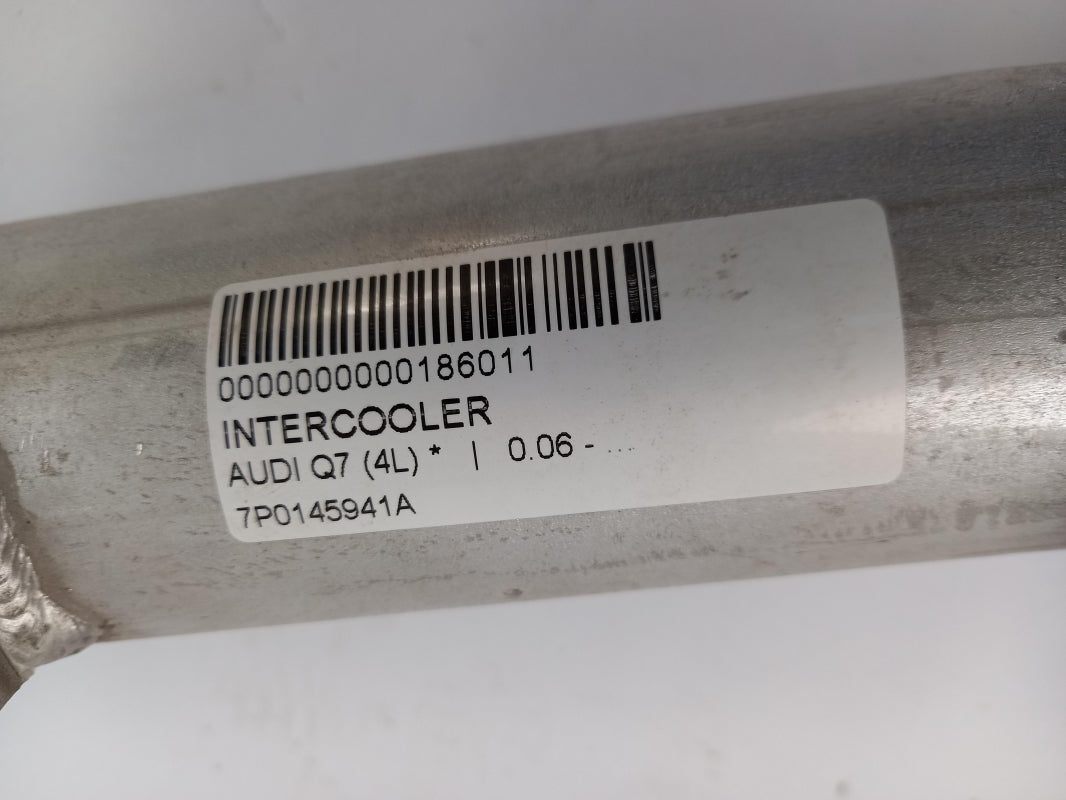 0000000000186011
INTERCOOLER
AUDI Q7 (4L) * | 0.06 - ...
7P0145941A